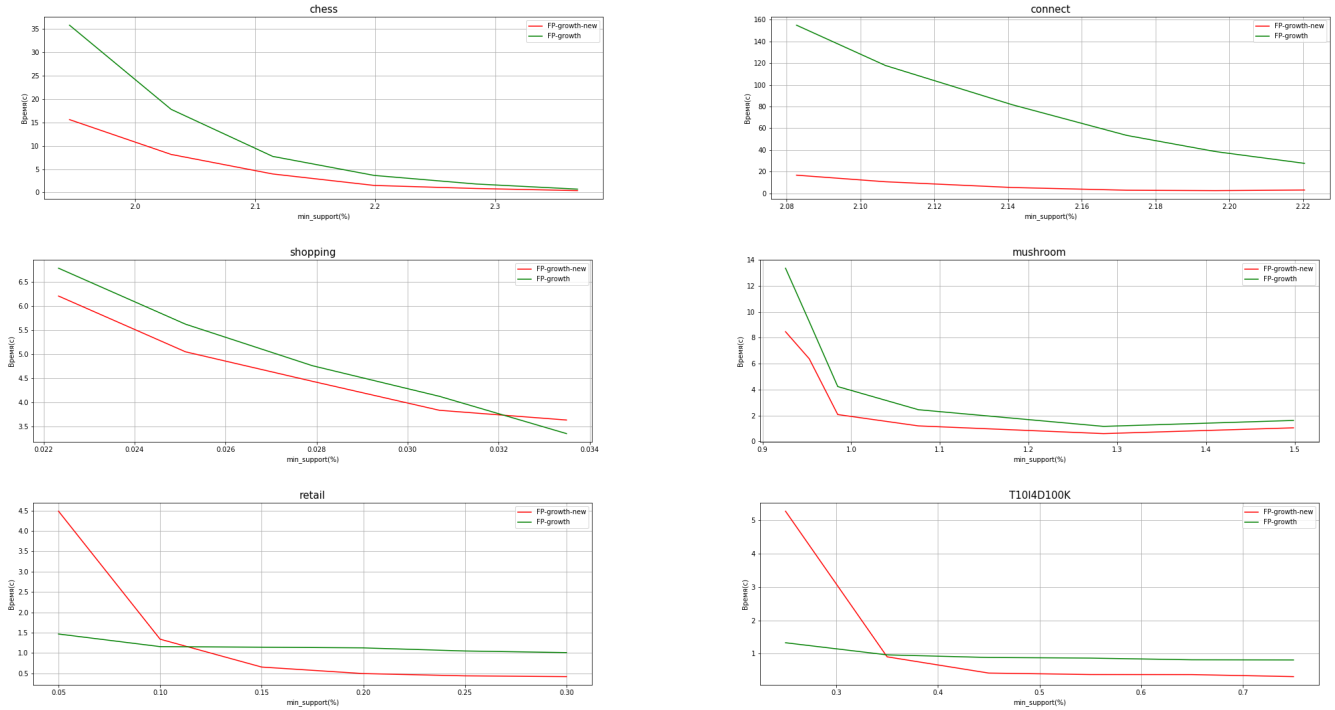 chess
FP-growth-new
FP-growth
35
30
25
20
15
10
5
0
Время(с)
2.0 2.1 2.2 2.3
min_support(%)
connect
FP-growth-new
FP-growth
160
140
120
100
80
60
40
20
0
Время(с)
2.08 2.10 2.12 2.14 2.16 2.18 2.20 2.22
min_support(%)
shopping
FP-growth-new
FP-growth
6.5
6.0
5.5
5.0
4.5
4.0
3.5
Время(с)
0.022 0.024 0.026 0.028 0.030 0.032 0.034
min_support(%)
mushroom
FP-growth-new
FP-growth
14
12
10
8
6
4
2
0
Время(с)
0.9 1.0 1.1 1.2 1.3 1.4 1.5
min_support(%)
retail
FP-growth-new
FP-growth
4.5
4.0
3.5
3.0
2.5
2.0
1.5
1.0
0.5
Время(с)
0.05 0.10 0.15 0.20 0.25 0.30
min_support(%)
T10I4D100K
FP-growth-new
FP-growth
5
4
3
2
1
Время(с)
0.3 0.4 0.5 0.6 0.7
min_support(%)